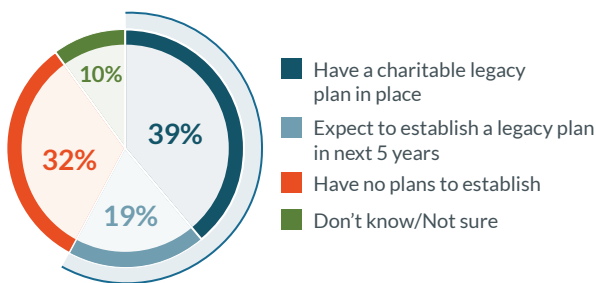 10%
39%
32%
19%
Have a charitable legacy
plan in place
Expect to establish a legacy plan
in next 5 years
Have no plans to establish
Don’t know/Not sure